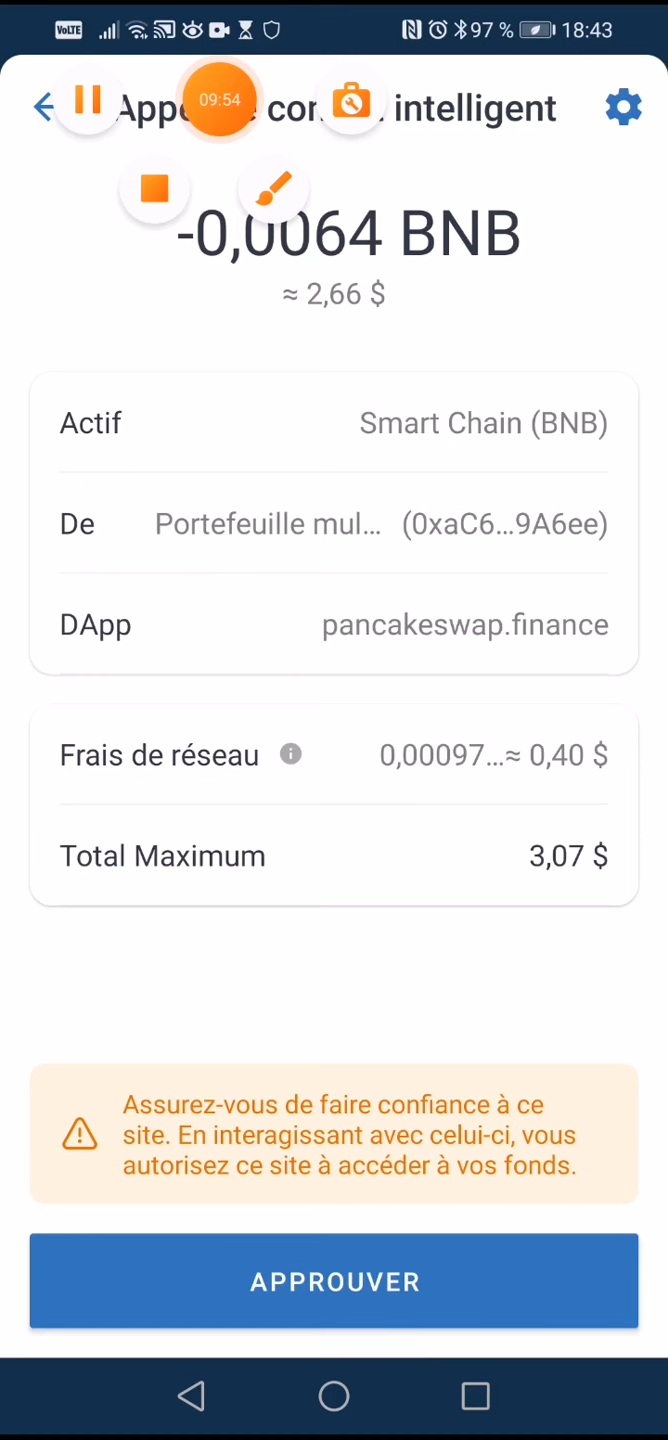 VoLTE 97 % 18:43
09:54
intelligent
-0,0064 BNB
≈ 2,66 $
Actif Smart Chain (BNB)
De Portefeuille mul... (0xaC6...9A6ee)
DApp pancakeswap.finance
Frais de réseau 0,00097...≈ 0,40 $
Total Maximum 3,07 $
Assurez-vous de faire confiance à ce
site. En interagissant avec celui-ci, vous
autorisez ce site à accéder à vos fonds.
APPROUVER